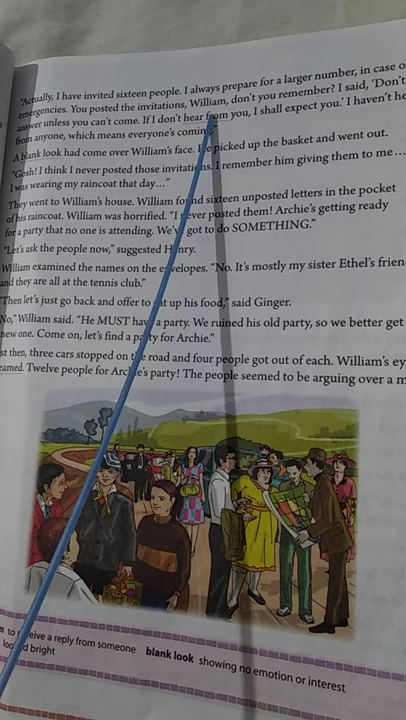 "Actually, I have invited sixteen people. I always prepare for a larger number, in case o
emergencies. You posted the invitations, William, don't you remember? I said, 'Don't
answer unless you can't come. If I don't hear from you, I shall expect you.' I haven't he
from anyone, which means everyone's coming."
A blank look had come over William's face. He picked up the basket and went out.
"Gosh! I think I never posted those invitations. I remember him giving them to me…
I was wearing my raincoat that day…"
They went to William's house. William found sixteen unposted letters in the pocket
of his raincoat. William was horrified. "I never posted them! Archie's getting ready
for a party that no one is attending. We've got to do SOMETHING."
"Let's ask the people now," suggested Henry.
William examined the names on the envelopes. "No. It's mostly my sister Ethel's frien
and they are all at the tennis club."
"Then let's just go back and offer to eat up his food," said Ginger.
No," William said. "He MUST have a party. We ruined his old party, so we better get
new one. Come on, let's find a party for Archie."
st then, three cars stopped on the road and four people got out of each. William's ey
eamed. Twelve people for Archie's party! The people seemed to be arguing over a m
m to receive a reply from someone blank look showing no emotion or interest
looked bright